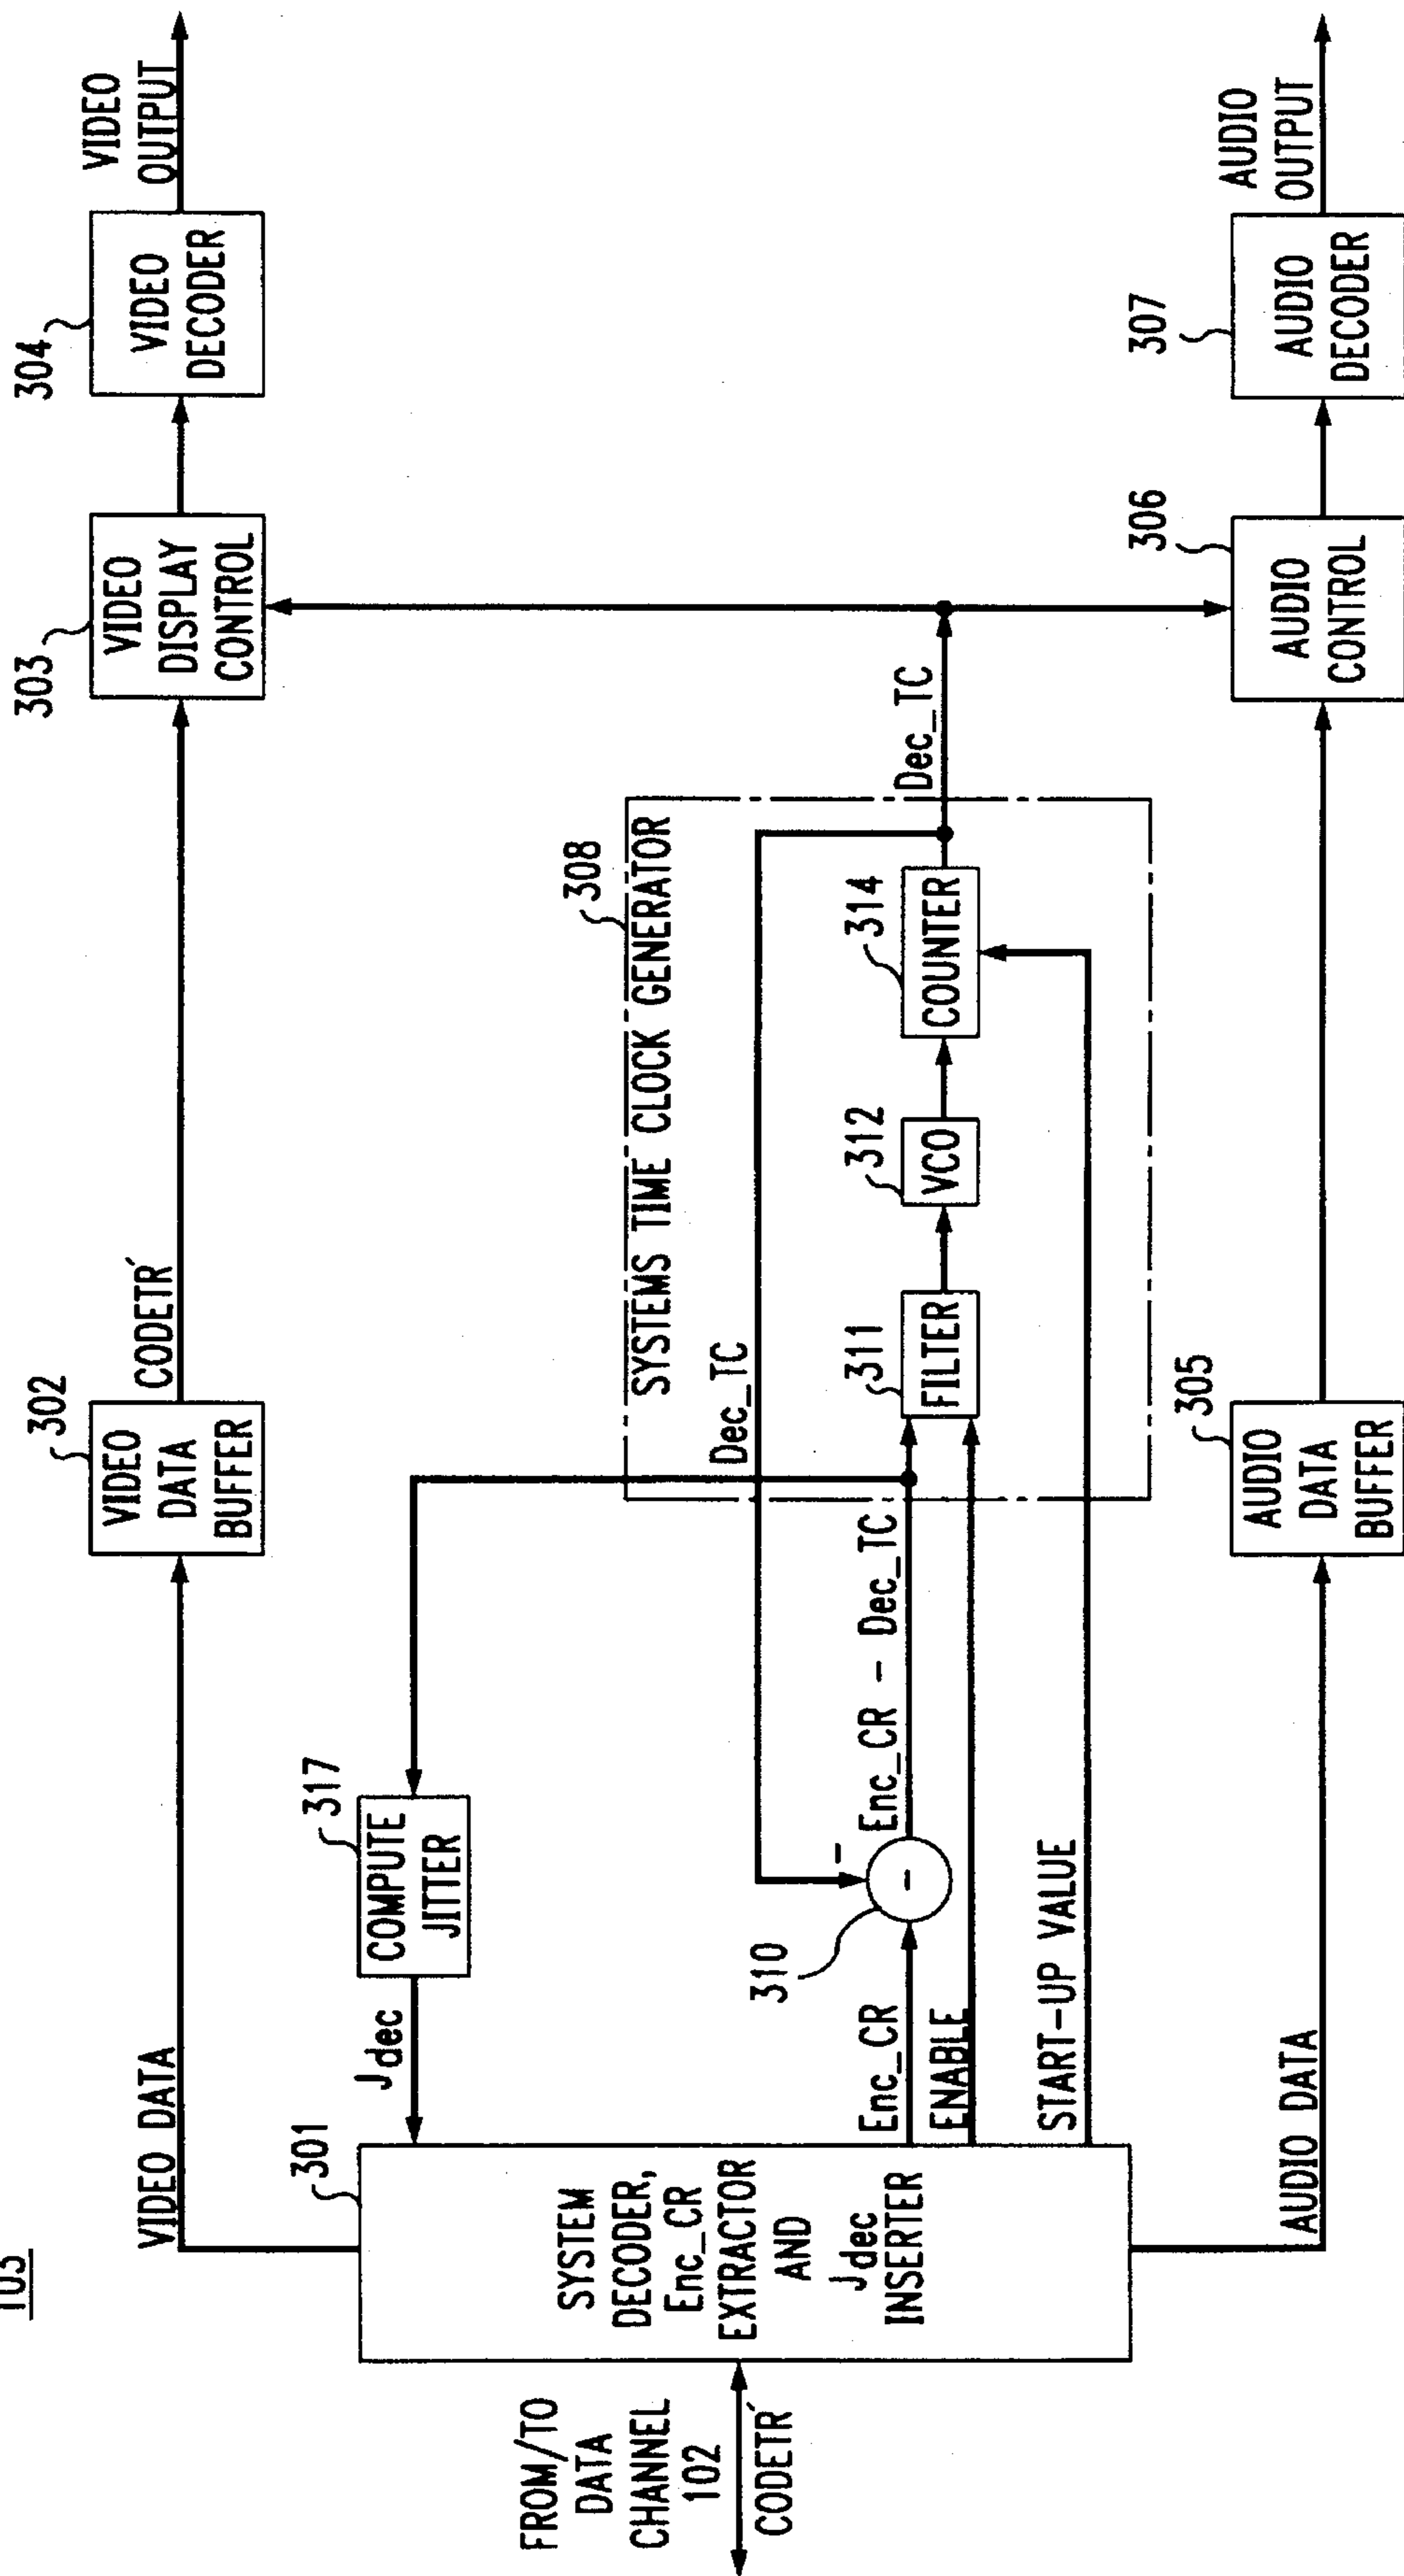 103
VIDEO DATA
302
VIDEO
DATA
BUFFER
CODETR´
303
VIDEO
DISPLAY
CONTROL
304
VIDEO
DECODER
VIDEO
OUTPUT
FROM/TO
DATA
CHANNEL
102
CODETR´
301
SYSTEM
DECODER,
Enc_CR
EXTRACTOR
AND
Jdec
INSERTER
Jdec
317
COMPUTE
JITTER
Enc_CR
ENABLE
START-UP VALUE
310
-
-
Enc_CR - Dec_TC
Dec_TC
308
SYSTEMS TIME CLOCK GENERATOR
311
FILTER
312
VCO
314
COUNTER
Dec_TC
AUDIO DATA
305
AUDIO
DATA
BUFFER
306
AUDIO
CONTROL
307
AUDIO
DECODER
AUDIO
OUTPUT